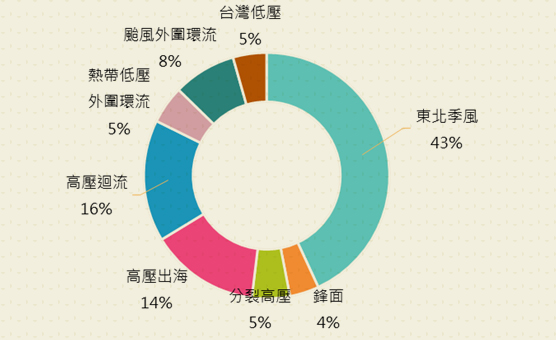 台灣低壓
5%
颱風外圍環流
8%
熱帶低壓
外圍環流
5%
東北季風
43%
高壓迴流
16%
高壓出海
14%
分裂高壓
5%
鋒面
4%